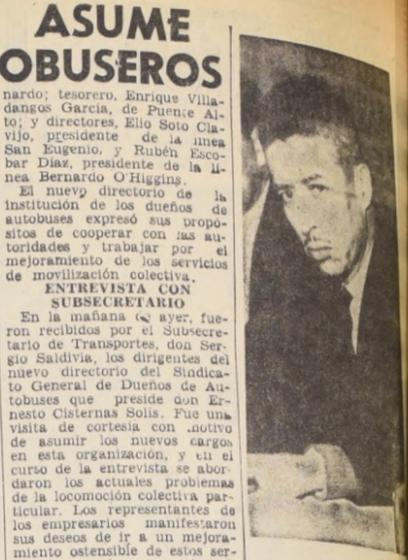 ASUME
OBUSEROS
nardo; tesorero, Enrique Villa-
dangos García, de Puente Al-
to; y directores, Elio Soto Cla-
vijo, presidente de la línea
San Eugenio, y Rubén Esco-
bar Díaz, presidente de la lí-
nea Bernardo O'Higgins.
El nuevo directorio de la
institución de los dueños de
autobuses expresó sus propó-
sitos de cooperar con las au-
toridades y trabajar por el
mejoramiento de los servicios
de movilización colectiva.
ENTREVISTA CON
SUBSECRETARIO
En la mañana de ayer, fue-
ron recibidos por el Subsecre-
tario de Transportes, don Ser-
gio Saldivia, los dirigentes del
nuevo directorio del Sindica-
to General de Dueños de Au-
tobuses que preside don Er-
nesto Cisternas Solís. Fue una
visita de cortesía con motivo
de asumir los nuevos cargos
en esta organización, y en el
curso de la entrevista se abor-
daron los actuales problemas
de la locomoción colectiva par-
ticular. Los representantes de
los empresarios manifestaron
sus deseos de ir a un mejora-
miento ostensible de estos ser-